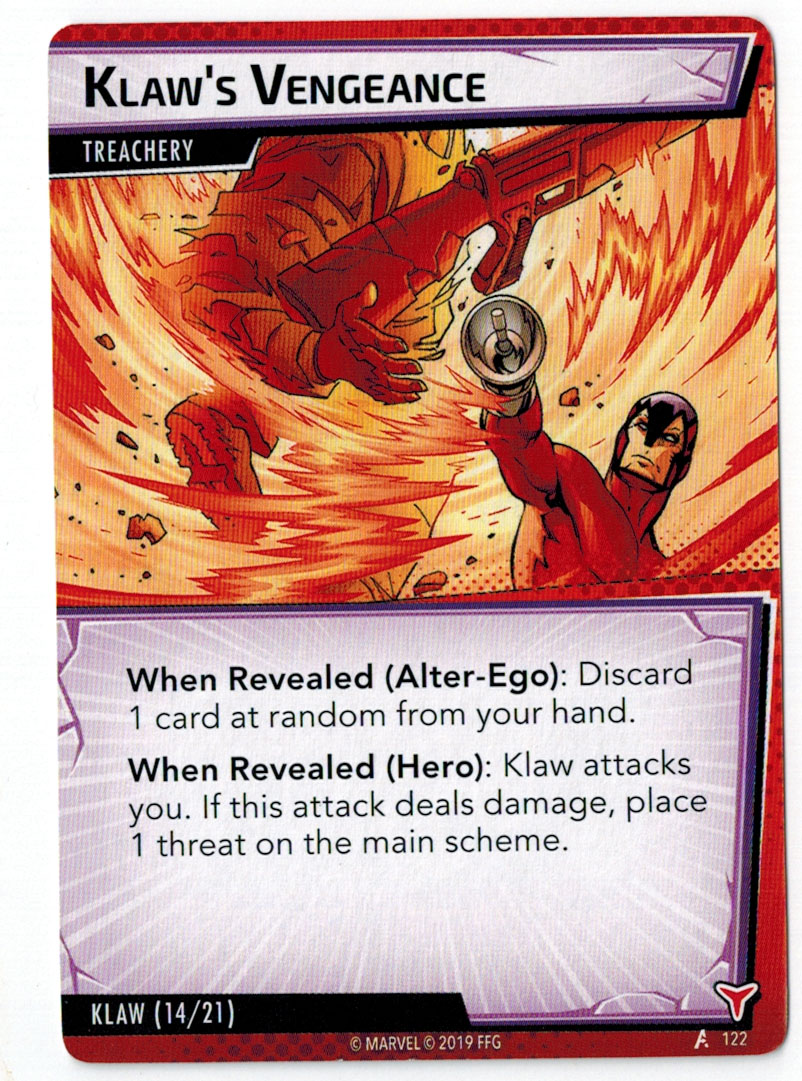 KLAW'S VENGEANCE
TREACHERY
When Revealed (Alter-Ego): Discard
1 card at random from your hand.
When Revealed (Hero): Klaw attacks
you. If this attack deals damage, place
1 threat on the main scheme.
KLAW (14/21)
© MARVEL © 2019 FFG
122